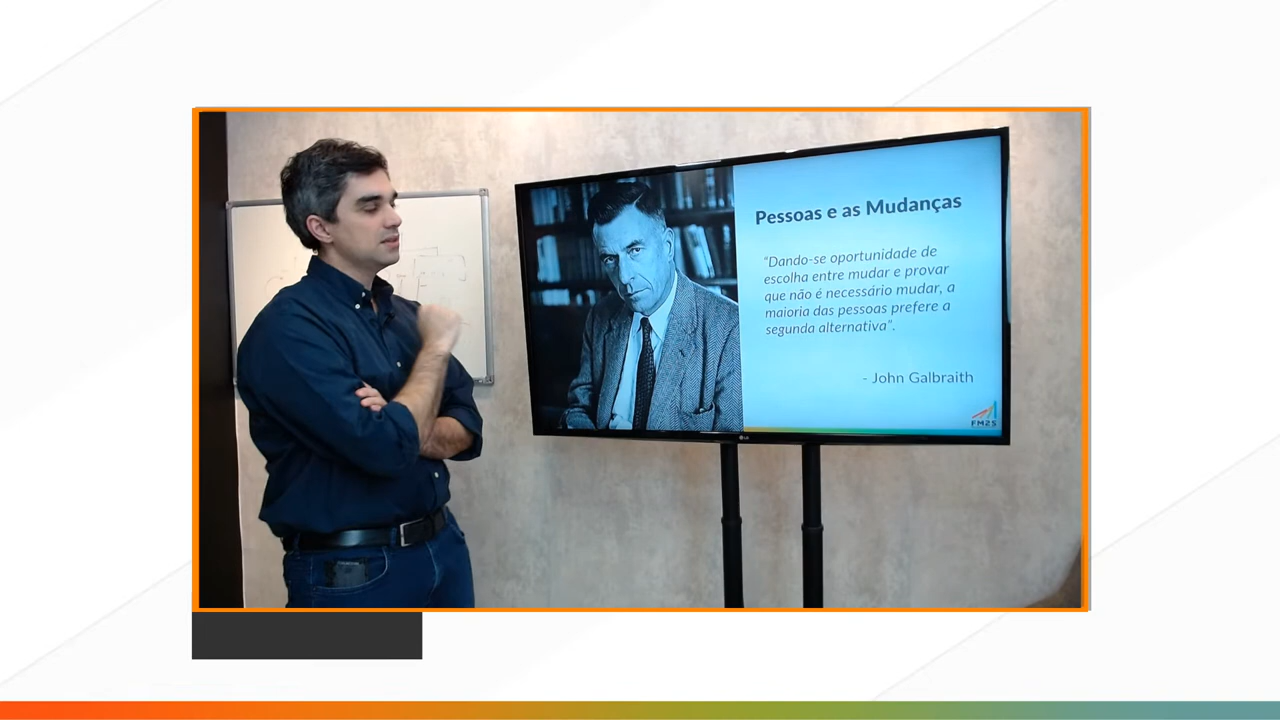 Pessoas e as Mudanças
"Dando-se oportunidade de
escolha entre mudar e provar
que não é necessário mudar, a
maioria das pessoas prefere a
segunda alternativa".
- John Galbraith
FM2S
LG